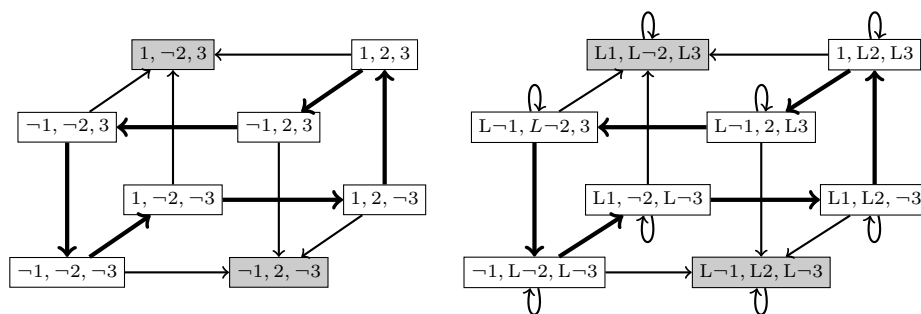 1, ¬2, 3
1, 2, 3
¬1, ¬2, 3
¬1, 2, 3
1, ¬2, ¬3
1, 2, ¬3
¬1, ¬2, ¬3
¬1, 2, ¬3
L1, L¬2, L3
1, L2, L3
L¬1, L¬2, 3
L¬1, 2, L3
L1, ¬2, L¬3
L1, L2, ¬3
¬1, L¬2, L¬3
L¬1, L2, L¬3